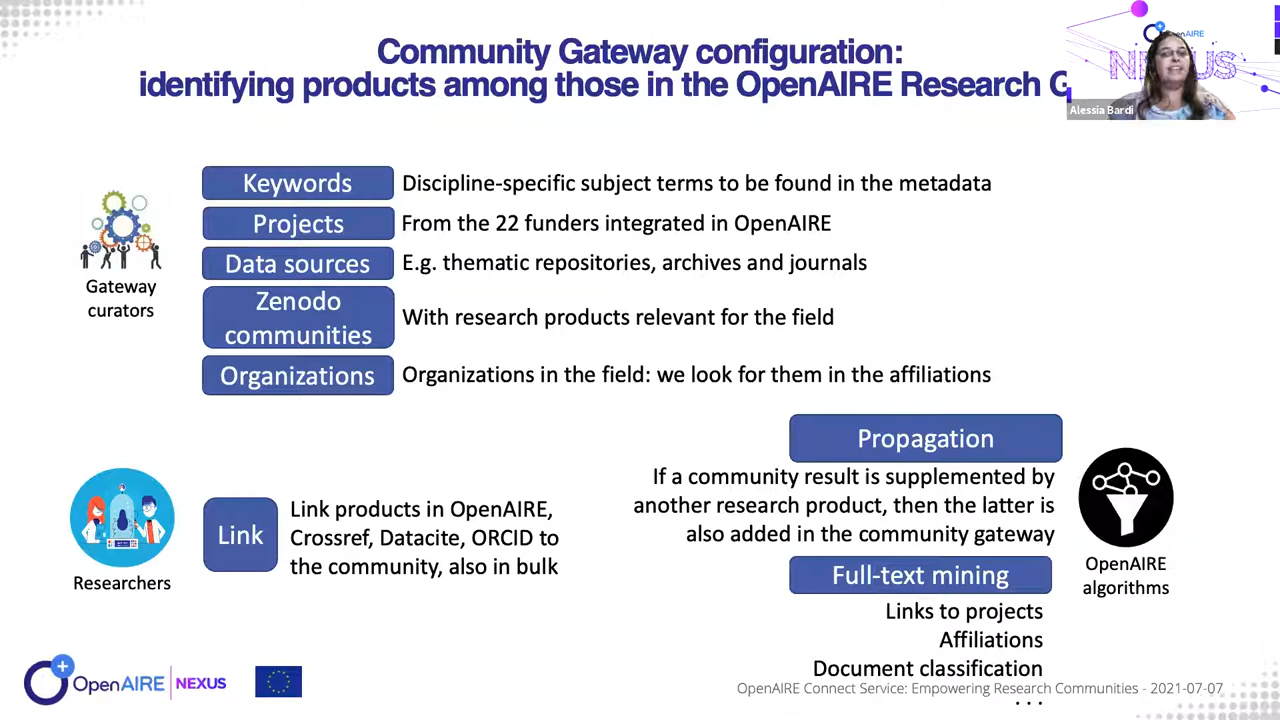 Community Gateway configuration:
identifying products among those in the OpenAIRE Research G
NEXUS
Alessia Bardi
Keywords
Discipline-specific subject terms to be found in the metadata
Projects
From the 22 funders integrated in OpenAIRE
Data sources
E.g. thematic repositories, archives and journals
Zenodo
communities
With research products relevant for the field
Organizations
Organizations in the field: we look for them in the affiliations
Gateway
curators
Link
Link products in OpenAIRE,
Crossref, Datacite, ORCID to
the community, also in bulk
Researchers
Propagation
If a community result is supplemented by
another research product, then the latter is
also added in the community gateway
Full-text mining
Links to projects
Affiliations
Document classification
. . .
OpenAIRE
algorithms
OpenAIRE NEXUS
OpenAIRE Connect Service: Empowering Research Communities - 2021-07-07